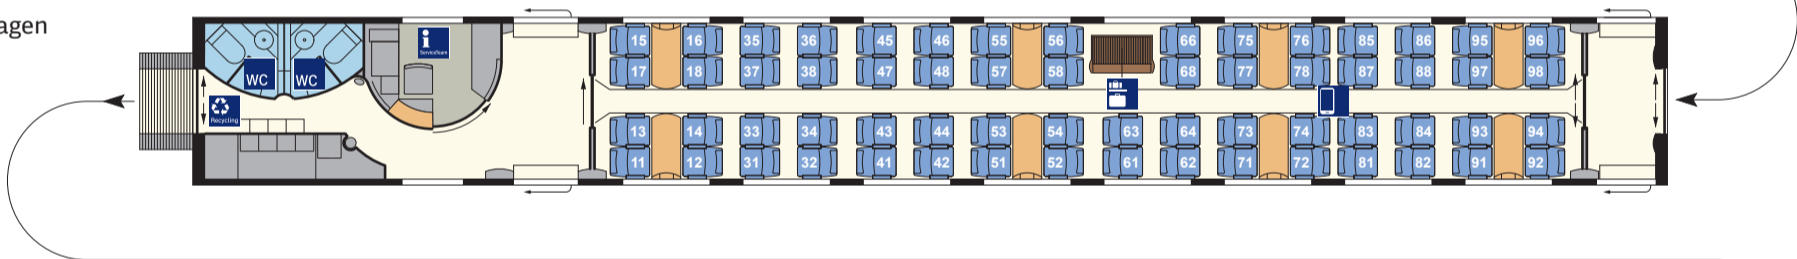 agen
WC WC
i
ServiceTeam
Recycling
15 16 35 36 45 46 55 56 66 75 76 85 86 95 96
17 18 37 38 47 48 57 58 68 77 78 87 88 97 98
13 14 33 34 43 44 53 54 63 64 73 74 83 84 93 94
11 12 31 32 41 42 51 52 61 62 71 72 81 82 91 92